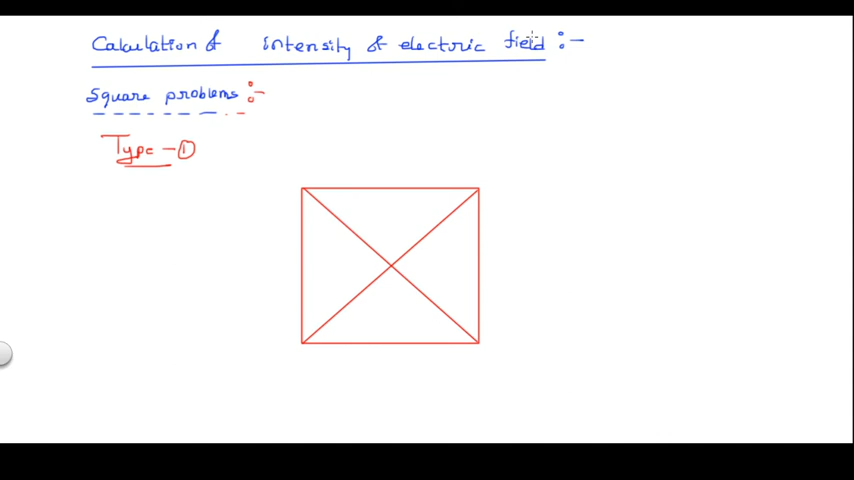 Calculation of intensity of electric field :-
Square problems :-
Type - ①